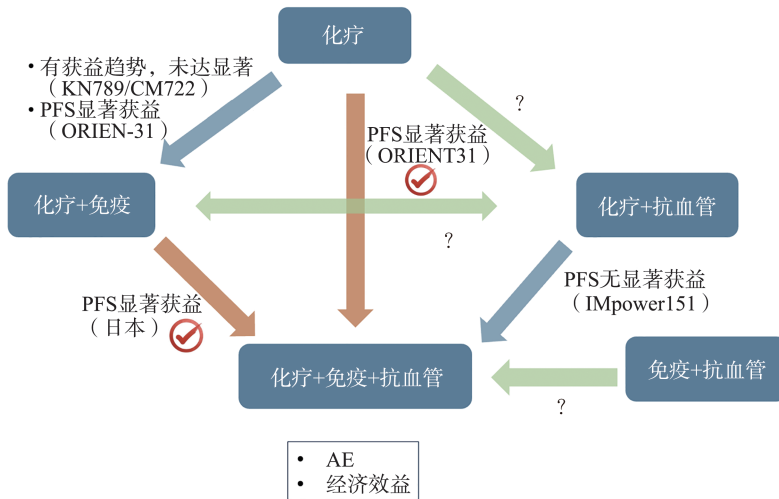 化疗
• 有获益趋势，未达显著
（KN789/CM722）
• PFS显著获益
（ORIEN-31）
?
PFS显著获益
（ORIENT31）
化疗+免疫
化疗+抗血管
?
PFS显著获益
（日本）
PFS无显著获益
（IMpower151）
化疗+免疫+抗血管
免疫+抗血管
?
• AE
• 经济效益